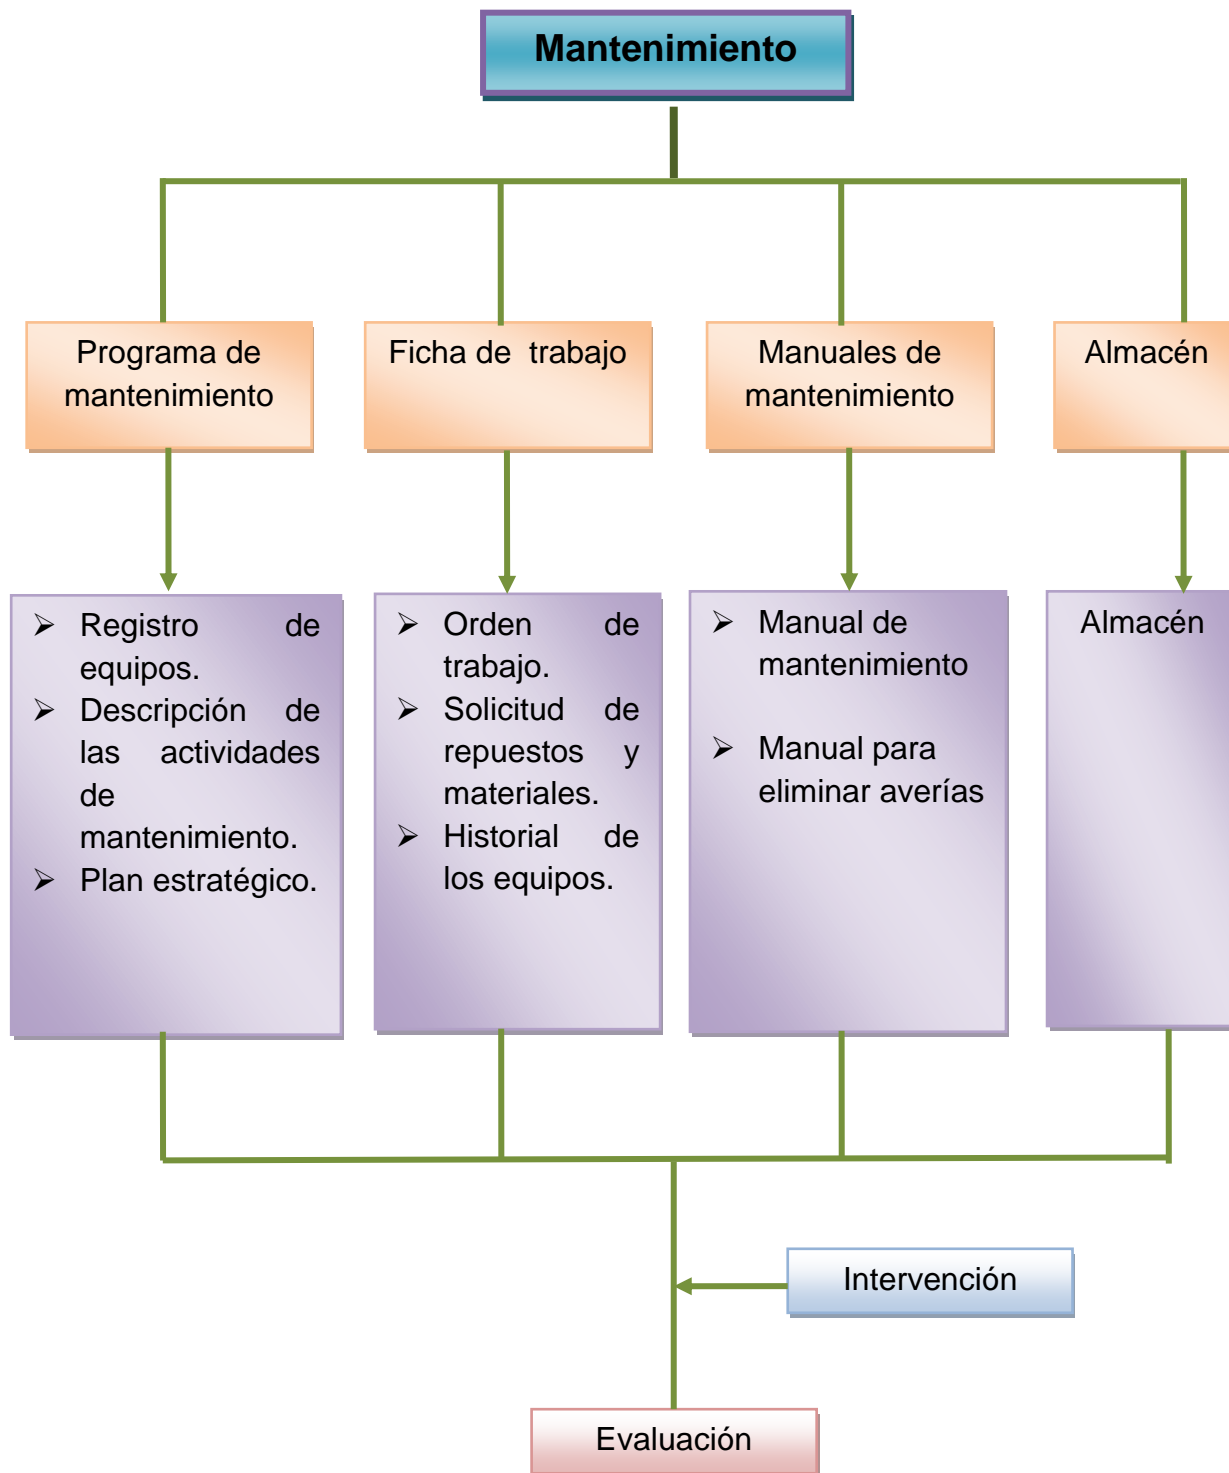 Mantenimiento
Programa de
mantenimiento
Ficha de trabajo
Manuales de
mantenimiento
Almacén
➢ Registro de
equipos.
➢ Descripción de
las actividades
de
mantenimiento.
➢ Plan estratégico.
➢ Orden de
trabajo.
➢ Solicitud de
repuestos y
materiales.
➢ Historial de
los equipos.
➢ Manual de
mantenimiento
➢ Manual para
eliminar averías
Almacén
Intervención
Evaluación